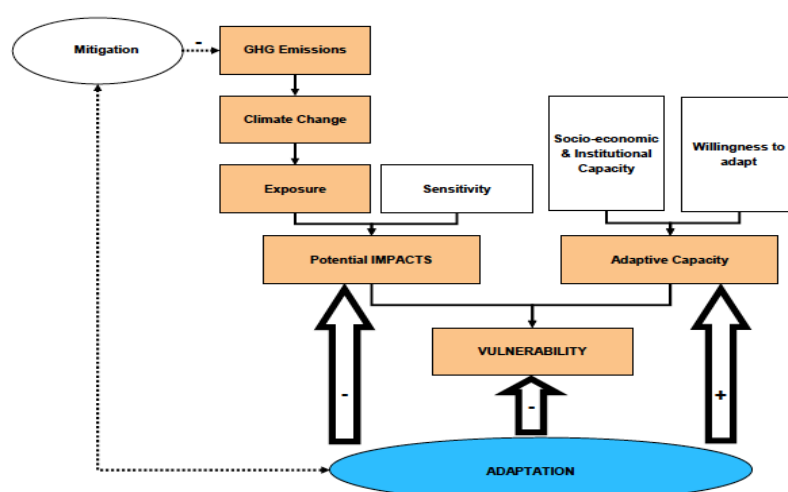 Mitigation
-
GHG Emissions
Climate Change
Socio-economic
& Institutional
Capacity
Willingness to
adapt
Exposure
Sensitivity
Potential IMPACTS
Adaptive Capacity
VULNERABILITY
-
-
+
ADAPTATION